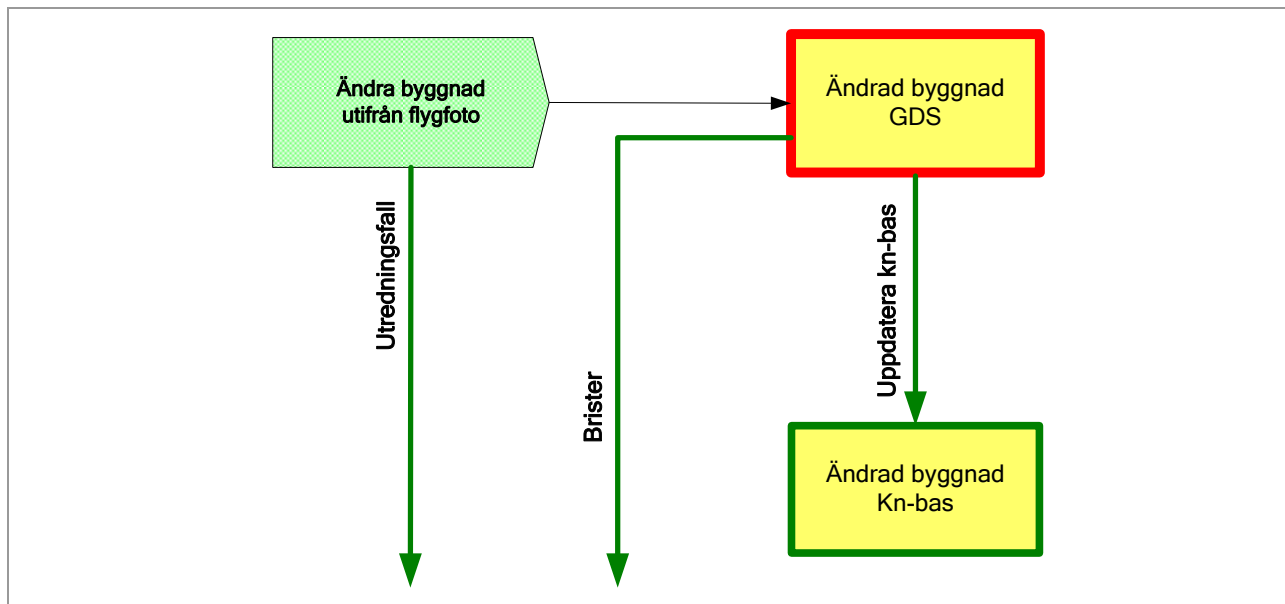 Ändra byggnad
utifrån flygfoto
Ändrad byggnad
GDS
Utredningsfall
Brister
Uppdatera kn-bas
Ändrad byggnad
Kn-bas